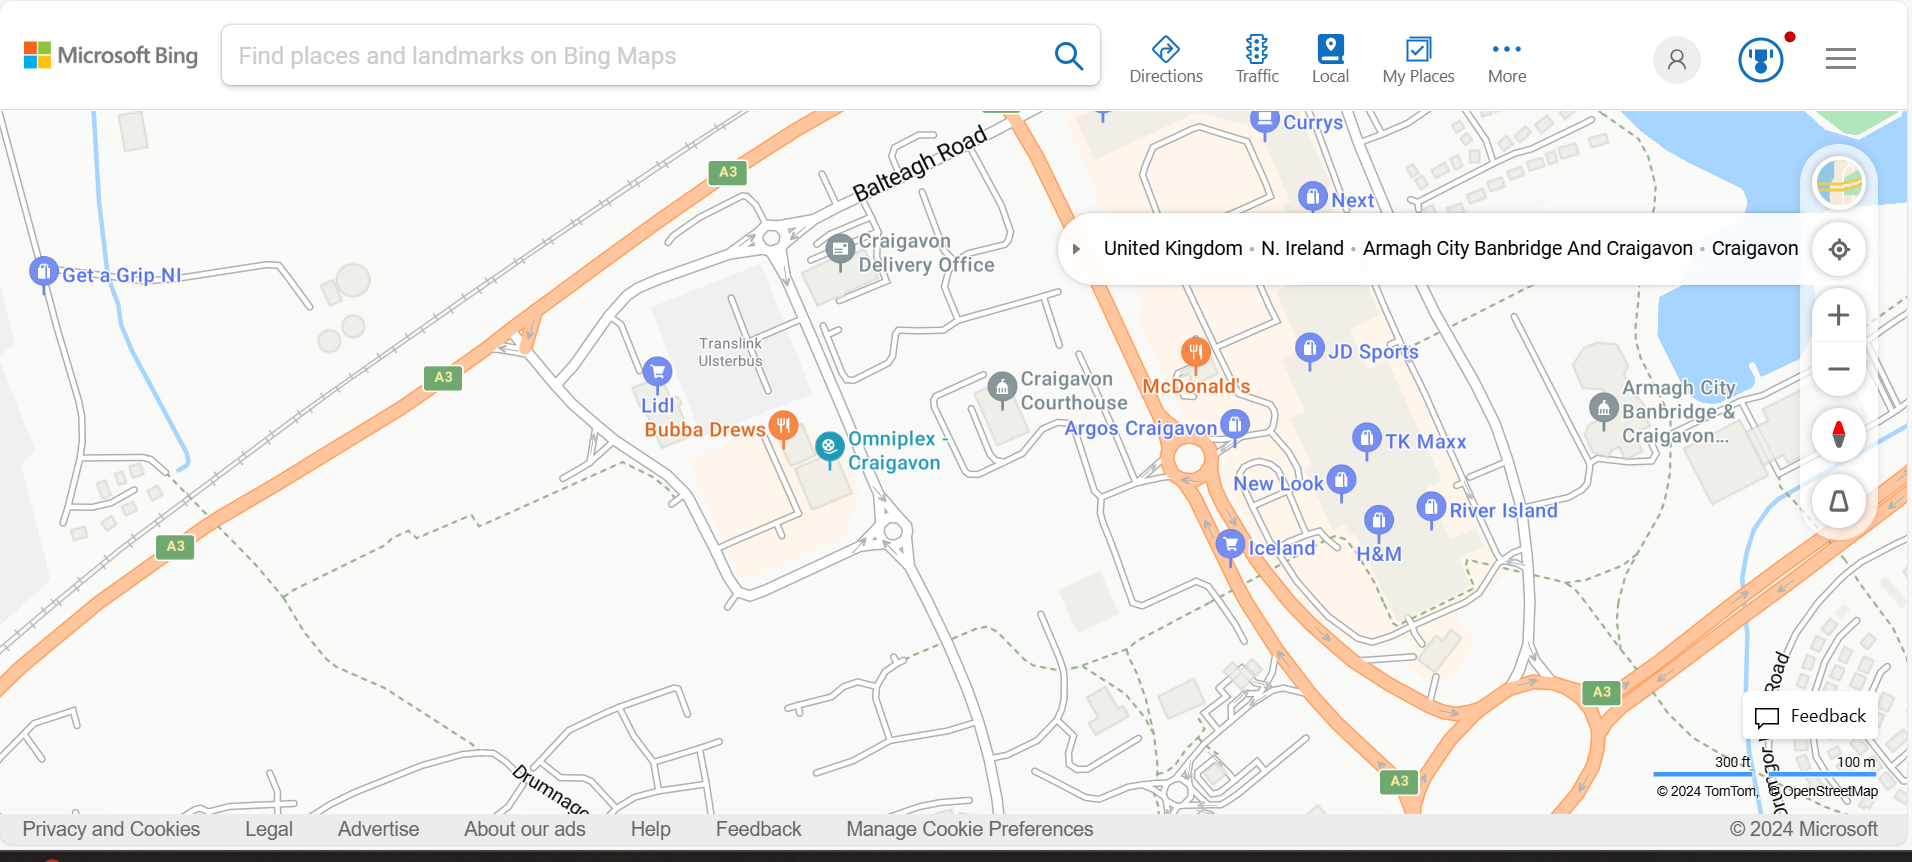 Microsoft Bing
Find places and landmarks on Bing Maps
Directions
Traffic
Local
My Places
More
Currys
Balteagh Road
A3
Next
Craigavon
Delivery Office
United Kingdom • N. Ireland • Armagh City Banbridge And Craigavon • Craigavon
Get a Grip NI
Translink
Ulsterbus
JD Sports
A3
Craigavon
Courthouse
McDonald's
Armagh City
Banbridge &
Craigavon...
Lidl
Bubba Drews
Argos Craigavon
Omniplex -
Craigavon
TK Maxx
New Look
River Island
A3
Iceland
H&M
A3
Road
Feedback
Drumnago
300 ft
100 m
A3
© 2024 TomTom, © OpenStreetMap
Privacy and Cookies
Legal
Advertise
About our ads
Help
Feedback
Manage Cookie Preferences
© 2024 Microsoft